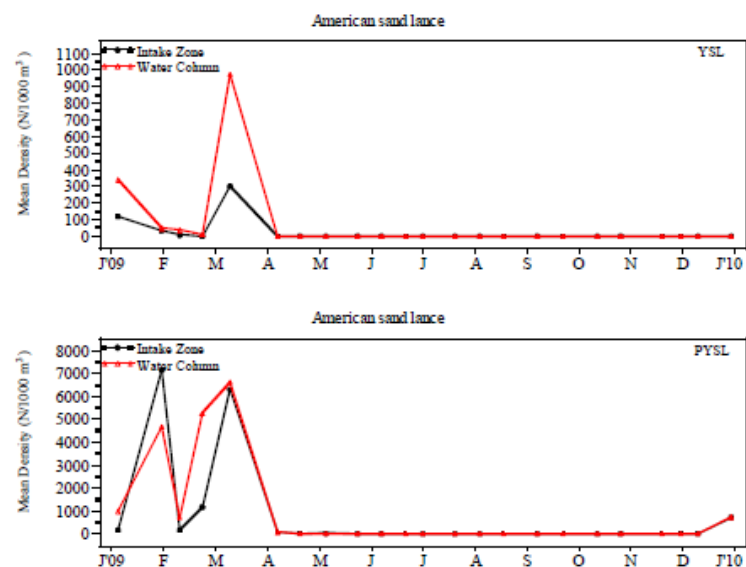 American sand lance
Intake Zone
Water Column
YSL
Mean Density (N/1000 m³)
1100
1000
900
800
700
600
500
400
300
200
100
0
J'09 F M A M J J A S O N D J'10
American sand lance
Intake Zone
Water Column
PYSL
Mean Density (N/1000 m³)
8000
7000
6000
5000
4000
3000
2000
1000
0
J'09 F M A M J J A S O N D J'10